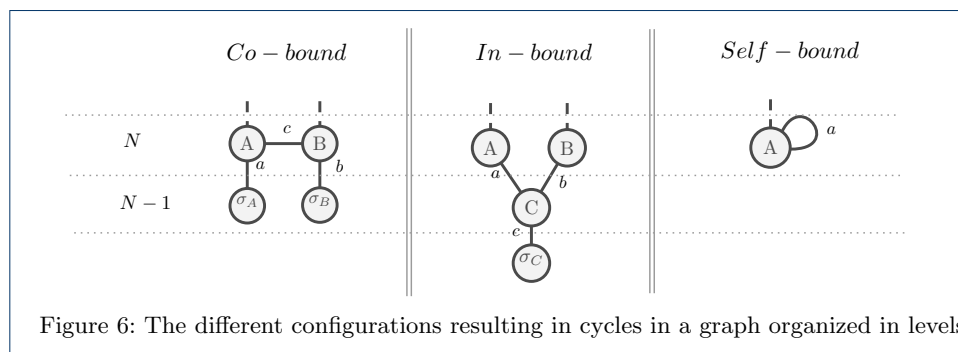 Co − bound In − bound Self − bound
c
N A B A B A a
a b a b
N − 1 σA σB C
c
σC
Figure 6: The different configurations resulting in cycles in a graph organized in levels